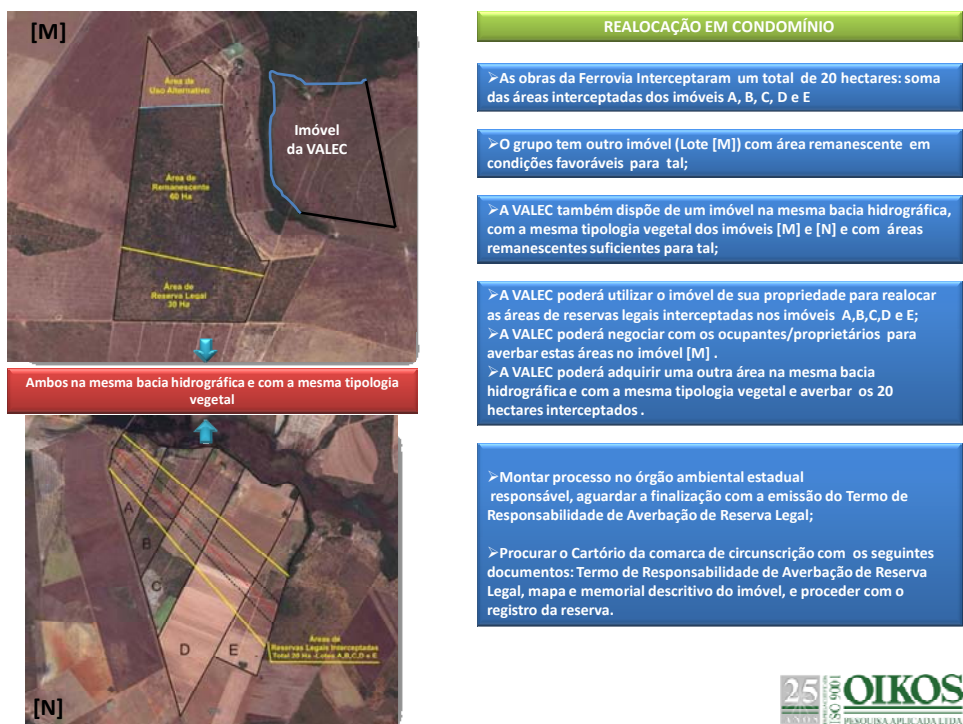 [M]
Área de
Uso Alternativo
Imóvel
da VALEC
Área de
Remanescente
60 Ha
Área de
Reserva Legal
30 Ha
Ambos na mesma bacia hidrográfica e com a mesma tipologia
vegetal
A
B
C
D
E
Áreas de
Reservas Legais Interceptadas
Total 20 Ha -Lotes A,B,C,D e E
[N]
REALOCAÇÃO EM CONDOMÍNIO
➢As obras da Ferrovia Interceptaram um total de 20 hectares: soma
das áreas interceptadas dos imóveis A, B, C, D e E
➢O grupo tem outro imóvel (Lote [M]) com área remanescente em
condições favoráveis para tal;
➢A VALEC também dispõe de um imóvel na mesma bacia hidrográfica,
com a mesma tipologia vegetal dos imóveis [M] e [N] e com áreas
remanescentes suficientes para tal;
➢A VALEC poderá utilizar o imóvel de sua propriedade para realocar
as áreas de reservas legais interceptadas nos imóveis A,B,C,D e E;
➢A VALEC poderá negociar com os ocupantes/proprietários para
averbar estas áreas no imóvel [M] .
➢A VALEC poderá adquirir uma outra área na mesma bacia
hidrográfica e com a mesma tipologia vegetal e averbar os 20
hectares interceptados .
➢Montar processo no órgão ambiental estadual
responsável, aguardar a finalização com a emissão do Termo de
Responsabilidade de Averbação de Reserva Legal;
➢Procurar o Cartório da comarca de circunscrição com os seguintes
documentos: Termo de Responsabilidade de Averbação de Reserva
Legal, mapa e memorial descritivo do imóvel, e proceder com o
registro da reserva.
25
ANOS
ISO 9001
OIKOS
PESQUISA APLICADA LTDA